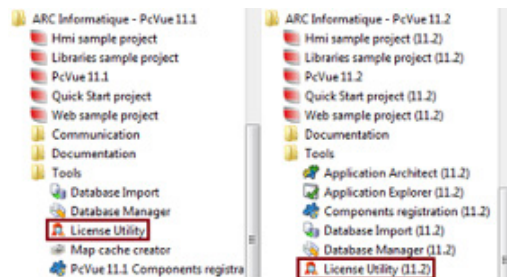 ARC Informatique - PcVue 11.1
Hmi sample project
Libraries sample project
PcVue 11.1
Quick Start project
Web sample project
Communication
Documentation
Tools
Database Import
Database Manager
License Utility
Map cache creator
PcVue 11.1 Components registra
ARC Informatique - PcVue 11.2
Hmi sample project (11.2)
Libraries sample project (11.2)
PcVue 11.2
Quick Start project (11.2)
Web sample project (11.2)
Documentation
Tools
Application Architect (11.2)
Application Explorer (11.2)
Components registration (11.2)
Database Import (11.2)
Database Manager (11.2)
License Utility (11.2)